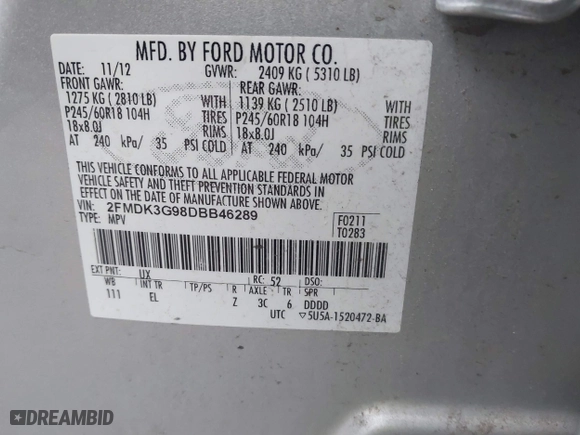 MFD. BY FORD MOTOR CO.
DATE: 11/12 GVWR: 2409 KG ( 5310 LB)
FRONT GAWR: REAR GAWR:
1275 KG ( 2810 LB) WITH 1139 KG ( 2510 LB) WITH
P245/60R18 104H TIRES P245/60R18 104H TIRES
18x8.0J RIMS 18x8.0J RIMS
AT 240 kPa/ 35 PSI COLD AT 240 kPa/ 35 PSI COLD
THIS VEHICLE CONFORMS TO ALL APPLICABLE FEDERAL MOTOR
VEHICLE SAFETY AND THEFT PREVENTION STANDARDS IN
EFFECT ON THE DATE OF MANUFACTURE SHOWN ABOVE.
VIN: 2FMDK3G98DBB46289
TYPE: MPV
F0211
T0283
EXT PNT: UX RC: 52 DSO:
WB INT TR TP/PS R AXLE TR SPR
111 EL Z 3C 6 DDDD
UTC ▽5U5A-1520472-BA
Ford
DREAMBID